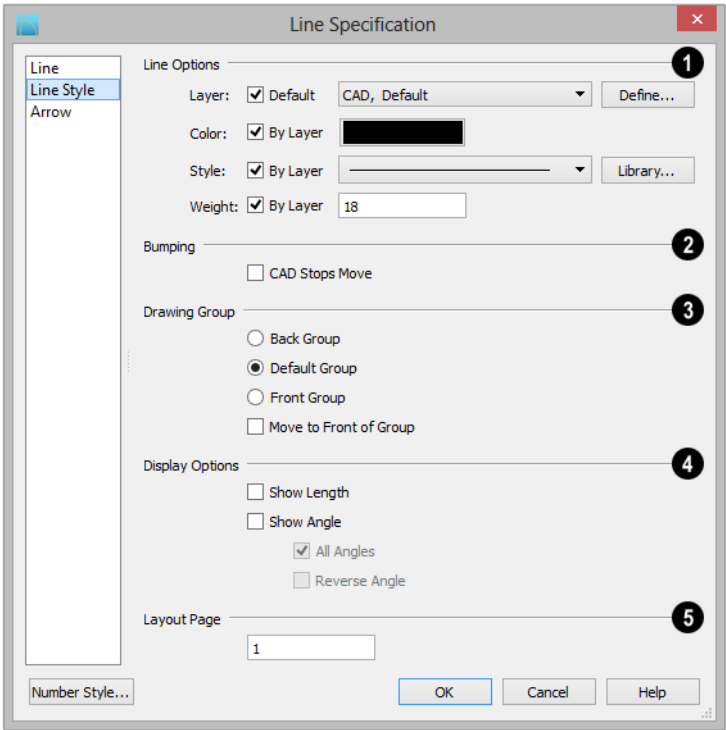 Line Specification
Line
Line Style
Arrow
Line Options
1
Layer: Default CAD, Default Define...
Color: By Layer
Style: By Layer Library...
Weight: By Layer 18
Bumping
2
CAD Stops Move
Drawing Group
3
Back Group
Default Group
Front Group
Move to Front of Group
Display Options
4
Show Length
Show Angle
All Angles
Reverse Angle
Layout Page
5
1
Number Style... OK Cancel Help